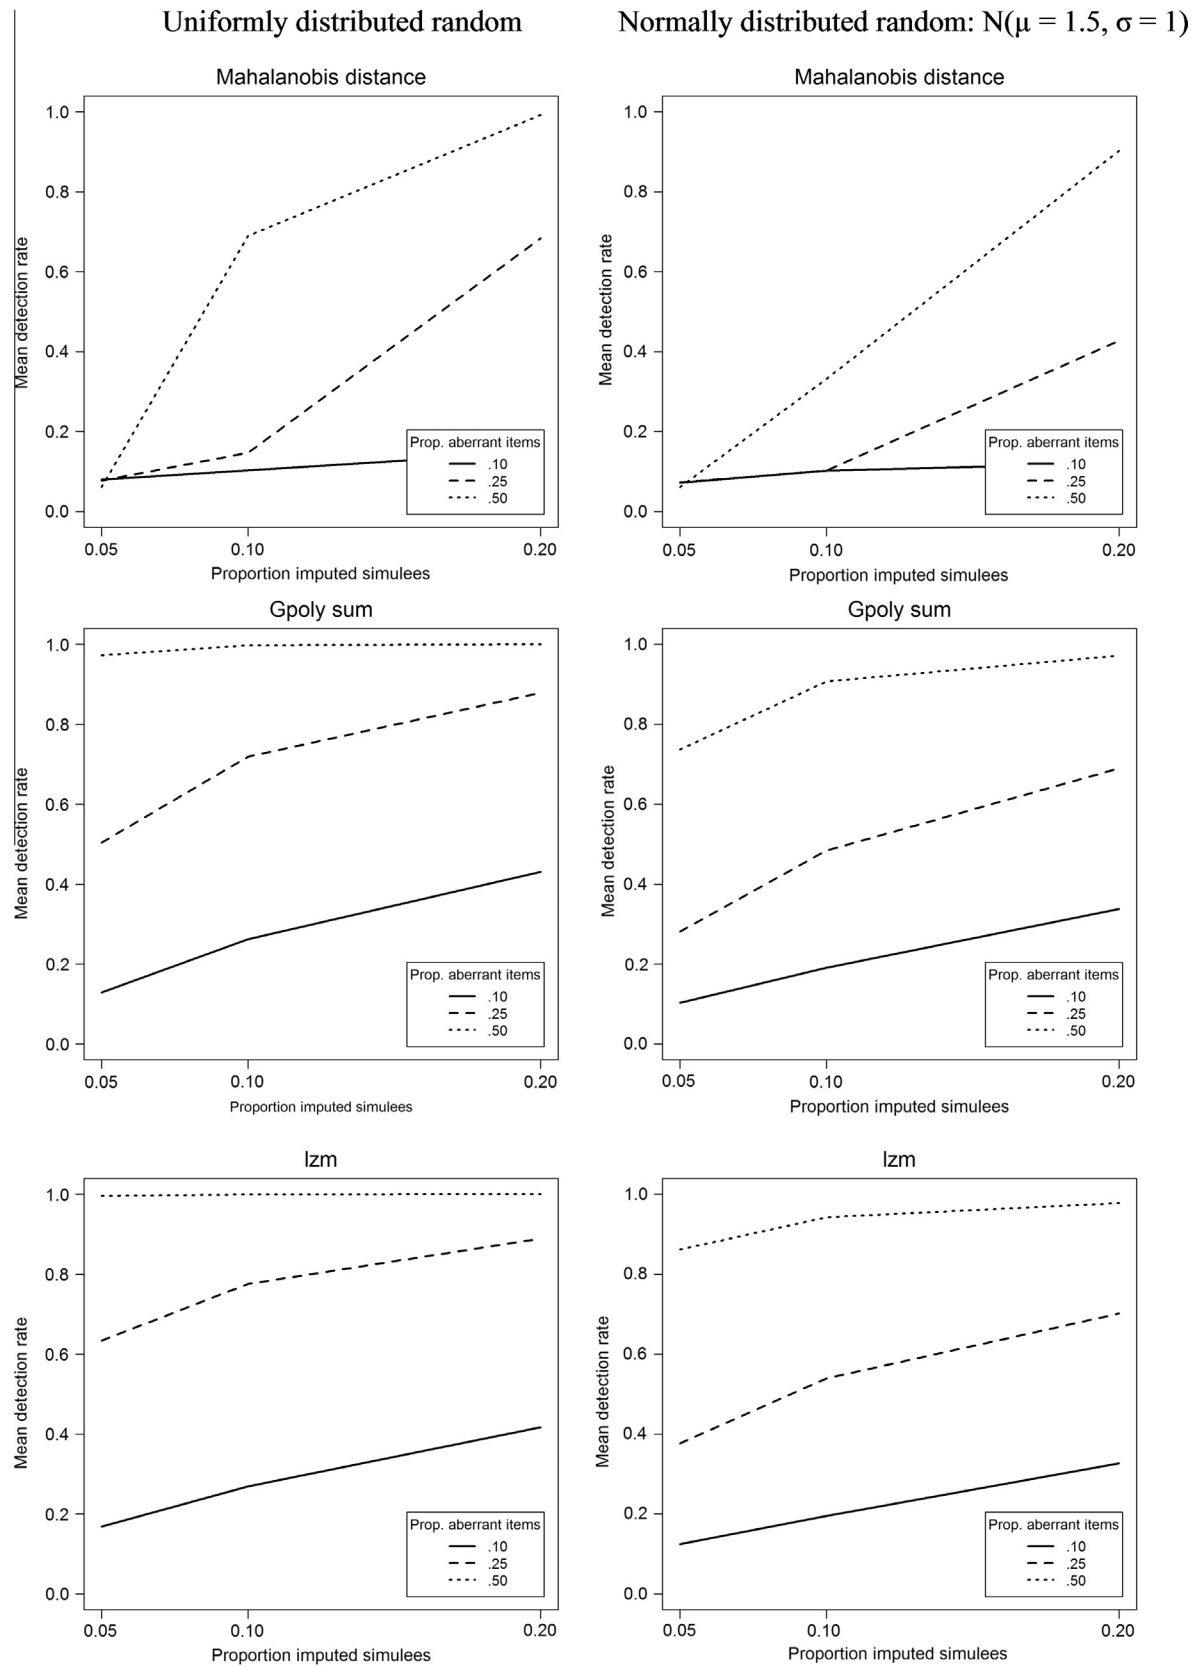 Uniformly distributed random
Normally distributed random: N(μ = 1.5, σ = 1)
Mahalanobis distance
Mean detection rate
1.0
0.8
0.6
0.4
0.2
0.0
Prop. aberrant items
.10
.25
.50
0.05 0.10 0.20
Proportion imputed simulees
Mahalanobis distance
Mean detection rate
1.0
0.8
0.6
0.4
0.2
0.0
Prop. aberrant items
.10
.25
.50
0.05 0.10 0.20
Proportion imputed simulees
Gpoly sum
Mean detection rate
1.0
0.8
0.6
0.4
0.2
0.0
Prop. aberrant items
.10
.25
.50
0.05 0.10 0.20
Proportion imputed simulees
Gpoly sum
Mean detection rate
1.0
0.8
0.6
0.4
0.2
0.0
Prop. aberrant items
.10
.25
.50
0.05 0.10 0.20
Proportion imputed simulees
lzm
Mean detection rate
1.0
0.8
0.6
0.4
0.2
0.0
Prop. aberrant items
.10
.25
.50
0.05 0.10 0.20
Proportion imputed simulees
lzm
Mean detection rate
1.0
0.8
0.6
0.4
0.2
0.0
Prop. aberrant items
.10
.25
.50
0.05 0.10 0.20
Proportion imputed simulees